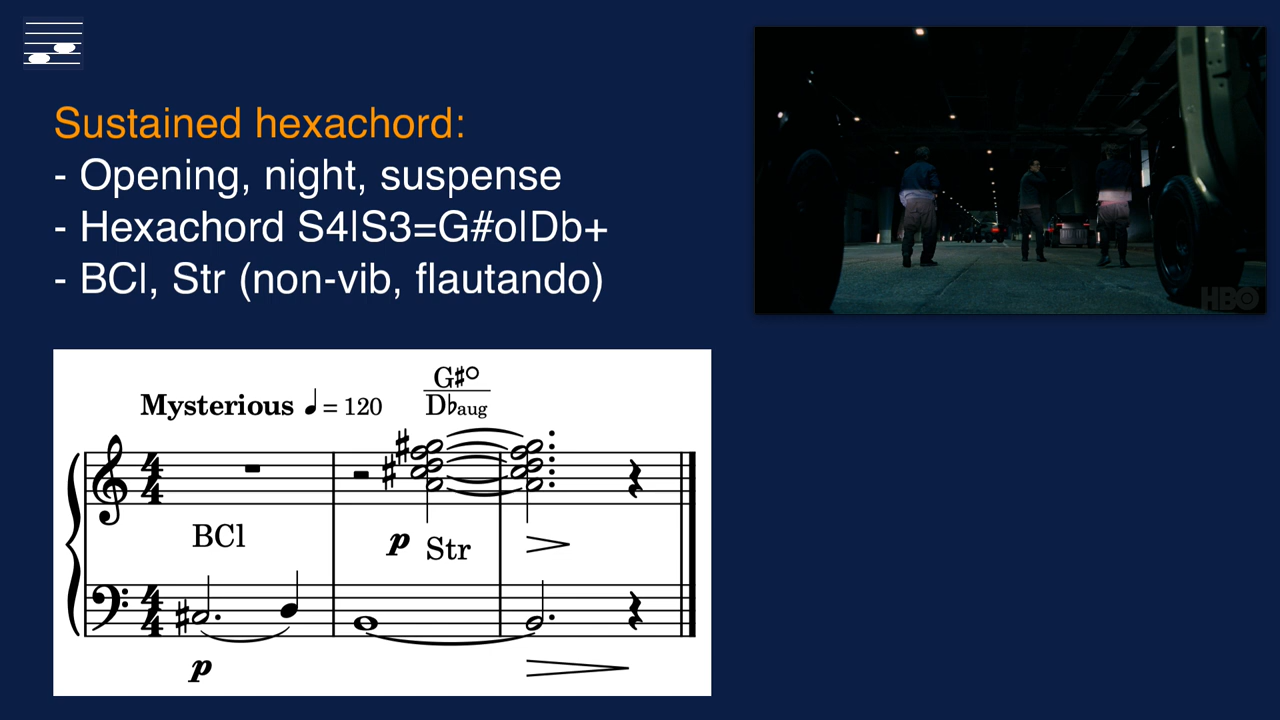 Sustained hexachord:
- Opening, night, suspense
- Hexachord S4|S3=G#o|Db+
- BCl, Str (non-vib, flautando)
HBO
G♯o
Mysterious ♩= 120 D♭aug
BCl
p Str
p